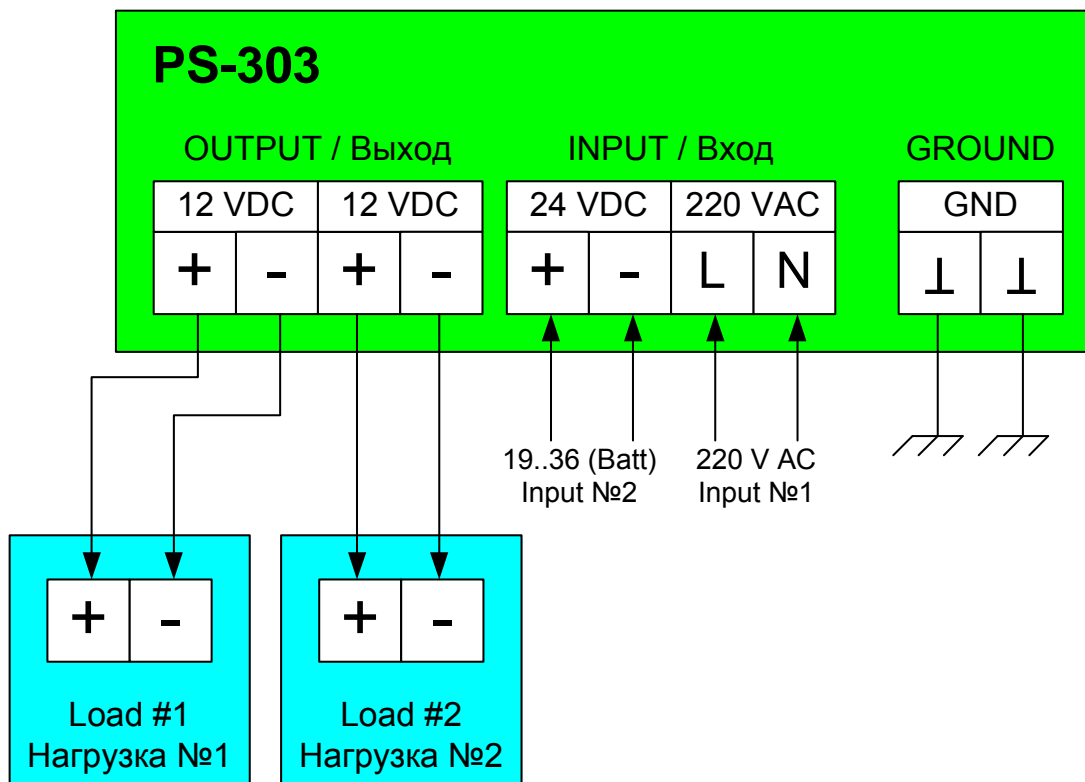 PS-303
OUTPUT / Выход
INPUT / Вход
GROUND
12 VDC 12 VDC
24 VDC 220 VAC
GND
+ - + -
+ - L N
⊥ ⊥
19..36 (Batt)
Input №2
220 V AC
Input №1
+ -
Load #1
Нагрузка №1
+ -
Load #2
Нагрузка №2